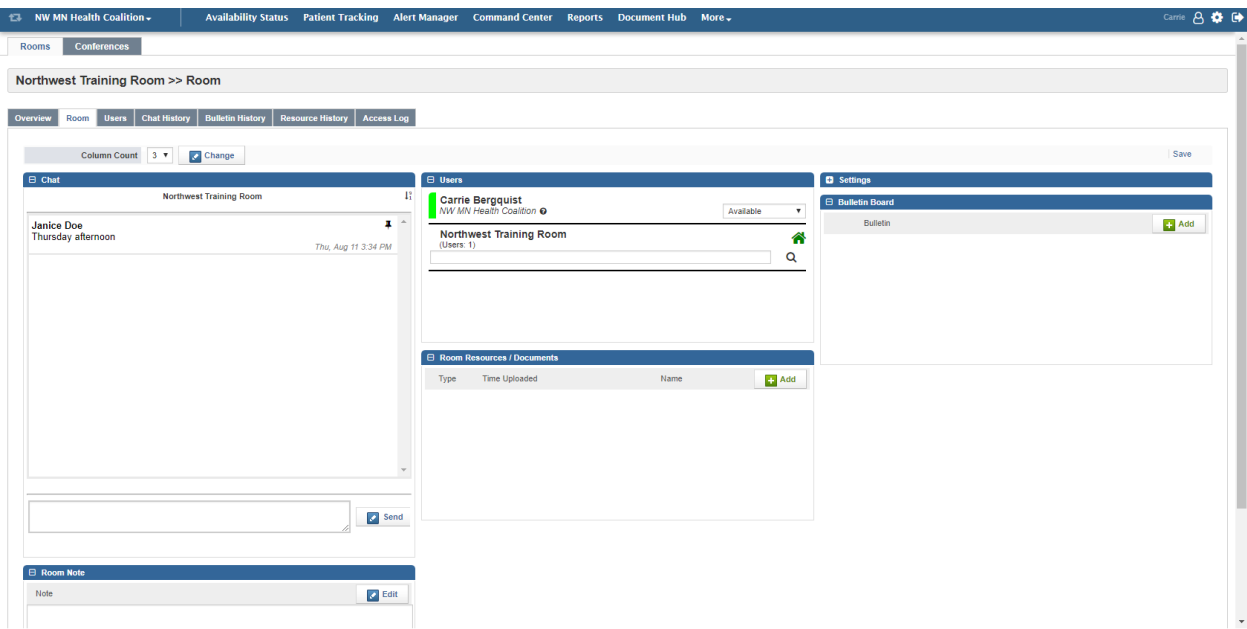 NW MN Health Coalition Availability Status Patient Tracking Alert Manager Command Center Reports Document Hub More Carrie
Rooms Conferences
Northwest Training Room >> Room
Overview Room Users Chat History Bulletin History Resource History Access Log
Column Count 3 Change Save
Chat
Northwest Training Room
Janice Doe
Thursday afternoon
Thu, Aug 11 3:34 PM
Send
Room Note
Note Edit
Users
Carrie Bergquist
NW MN Health Coalition
Available
Northwest Training Room
(Users: 1)
Room Resources / Documents
Type Time Uploaded Name Add
Settings
Bulletin Board
Bulletin Add